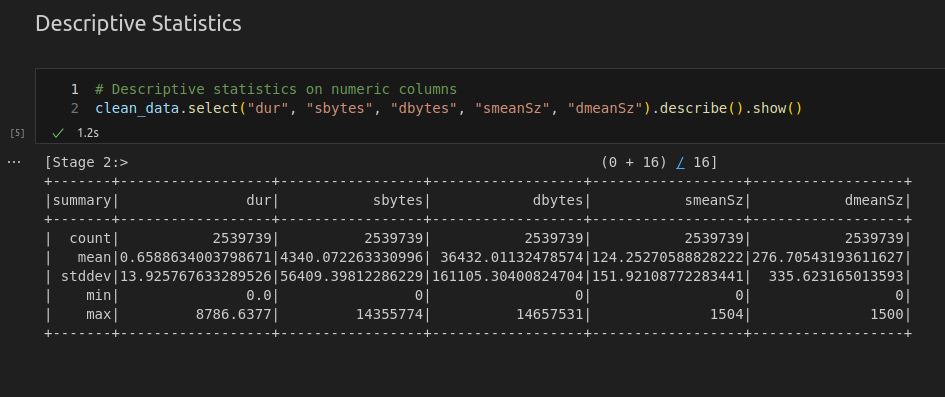 Descriptive Statistics
1 # Descriptive statistics on numeric columns
2 clean_data.select("dur", "sbytes", "dbytes", "smeanSz", "dmeanSz").describe().show()
[5] ✓ 1.2s
... [Stage 2:> (0 + 16) / 16]
+-------+------------------+-----------------+------------------+------------------+------------------+
|summary| dur| sbytes| dbytes| smeanSz| dmeanSz|
+-------+------------------+-----------------+------------------+------------------+------------------+
| count| 2539739| 2539739| 2539739| 2539739| 2539739|
| mean|0.6588634003798671|4340.072263330996| 36432.01132478574|124.25270588828222|276.70543193611627|
| stddev|13.925767633289526|56409.39812286229|161105.30400824704|151.92108772283441| 335.623165013593|
| min| 0.0| 0| 0| 0| 0|
| max| 8786.6377| 14355774| 14657531| 1504| 1500|
+-------+------------------+-----------------+------------------+------------------+------------------+